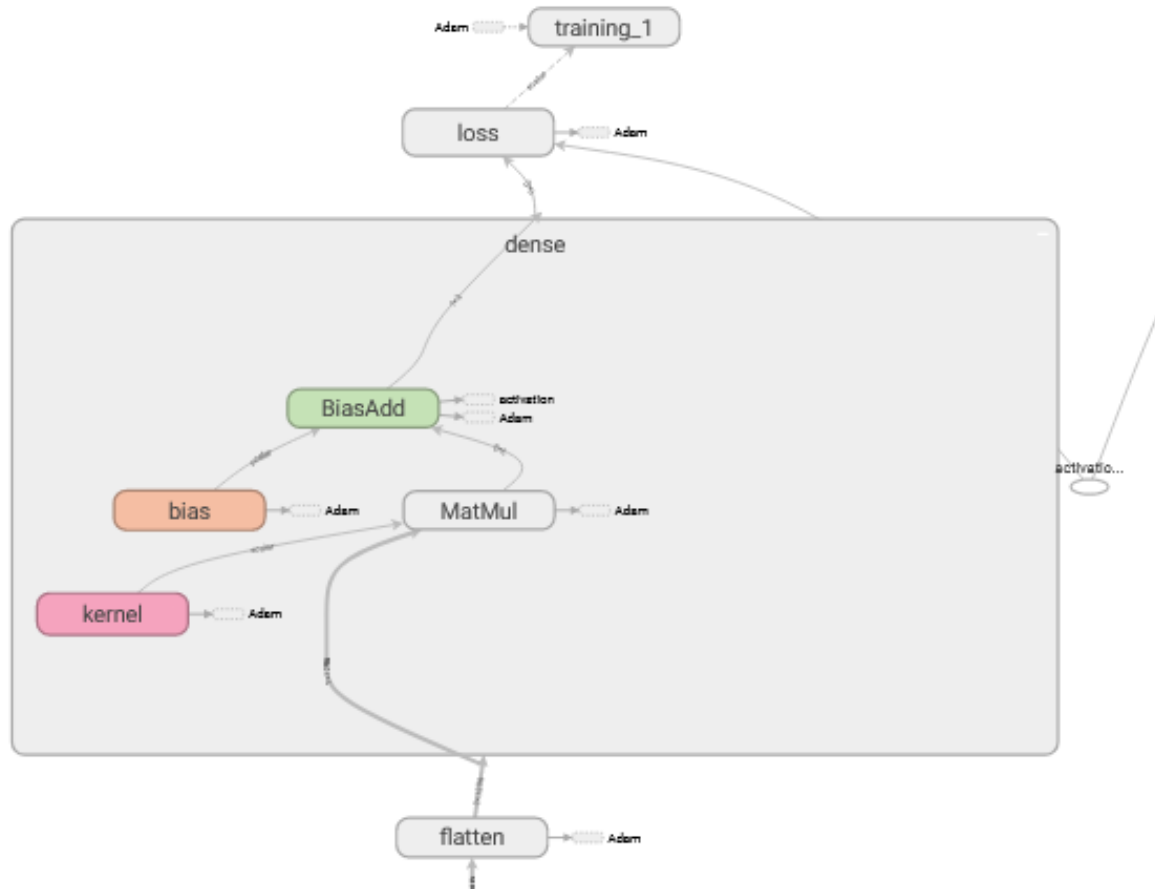 Adam
training_1
loss
Adam
dense
BiasAdd
activation
Adam
activatio...
bias
Adam
MatMul
Adam
kernel
Adam
flatten
Adam